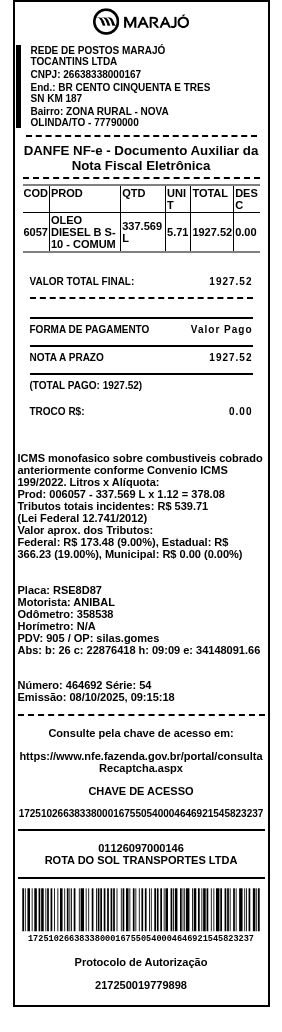 MARAJÓ
REDE DE POSTOS MARAJÓ
TOCANTINS LTDA
CNPJ: 26638338000167
End.: BR CENTO CINQUENTA E TRES
SN KM 187
Bairro: ZONA RURAL - NOVA
OLINDA/TO - 77790000
DANFE NF-e - Documento Auxiliar da
Nota Fiscal Eletrônica
COD PROD QTD UNIT TOTAL DESC
6057 OLEO DIESEL B S-10 - COMUM 337.569 L 5.71 1927.52 0.00
VALOR TOTAL FINAL: 1927.52
FORMA DE PAGAMENTO Valor Pago
NOTA A PRAZO 1927.52
(TOTAL PAGO: 1927.52)
TROCO R$: 0.00
ICMS monofasico sobre combustiveis cobrado
anteriormente conforme Convenio ICMS
199/2022. Litros x Alíquota:
Prod: 006057 - 337.569 L x 1.12 = 378.08
Tributos totais incidentes: R$ 539.71
(Lei Federal 12.741/2012)
Valor aprox. dos Tributos:
Federal: R$ 173.48 (9.00%), Estadual: R$
366.23 (19.00%), Municipal: R$ 0.00 (0.00%)
Placa: RSE8D87
Motorista: ANIBAL
Odômetro: 358538
Horímetro: N/A
PDV: 905 / OP: silas.gomes
Abs: b: 26 c: 22876418 h: 09:09 e: 34148091.66
Número: 464692 Série: 54
Emissão: 08/10/2025, 09:15:18
Consulte pela chave de acesso em:
https://www.nfe.fazenda.gov.br/portal/consulta
Recaptcha.aspx
CHAVE DE ACESSO
17251026638338000167550540004646921545823237
01126097000146
ROTA DO SOL TRANSPORTES LTDA
17251026638338000167550540004646921545823237
Protocolo de Autorização
217250019779898